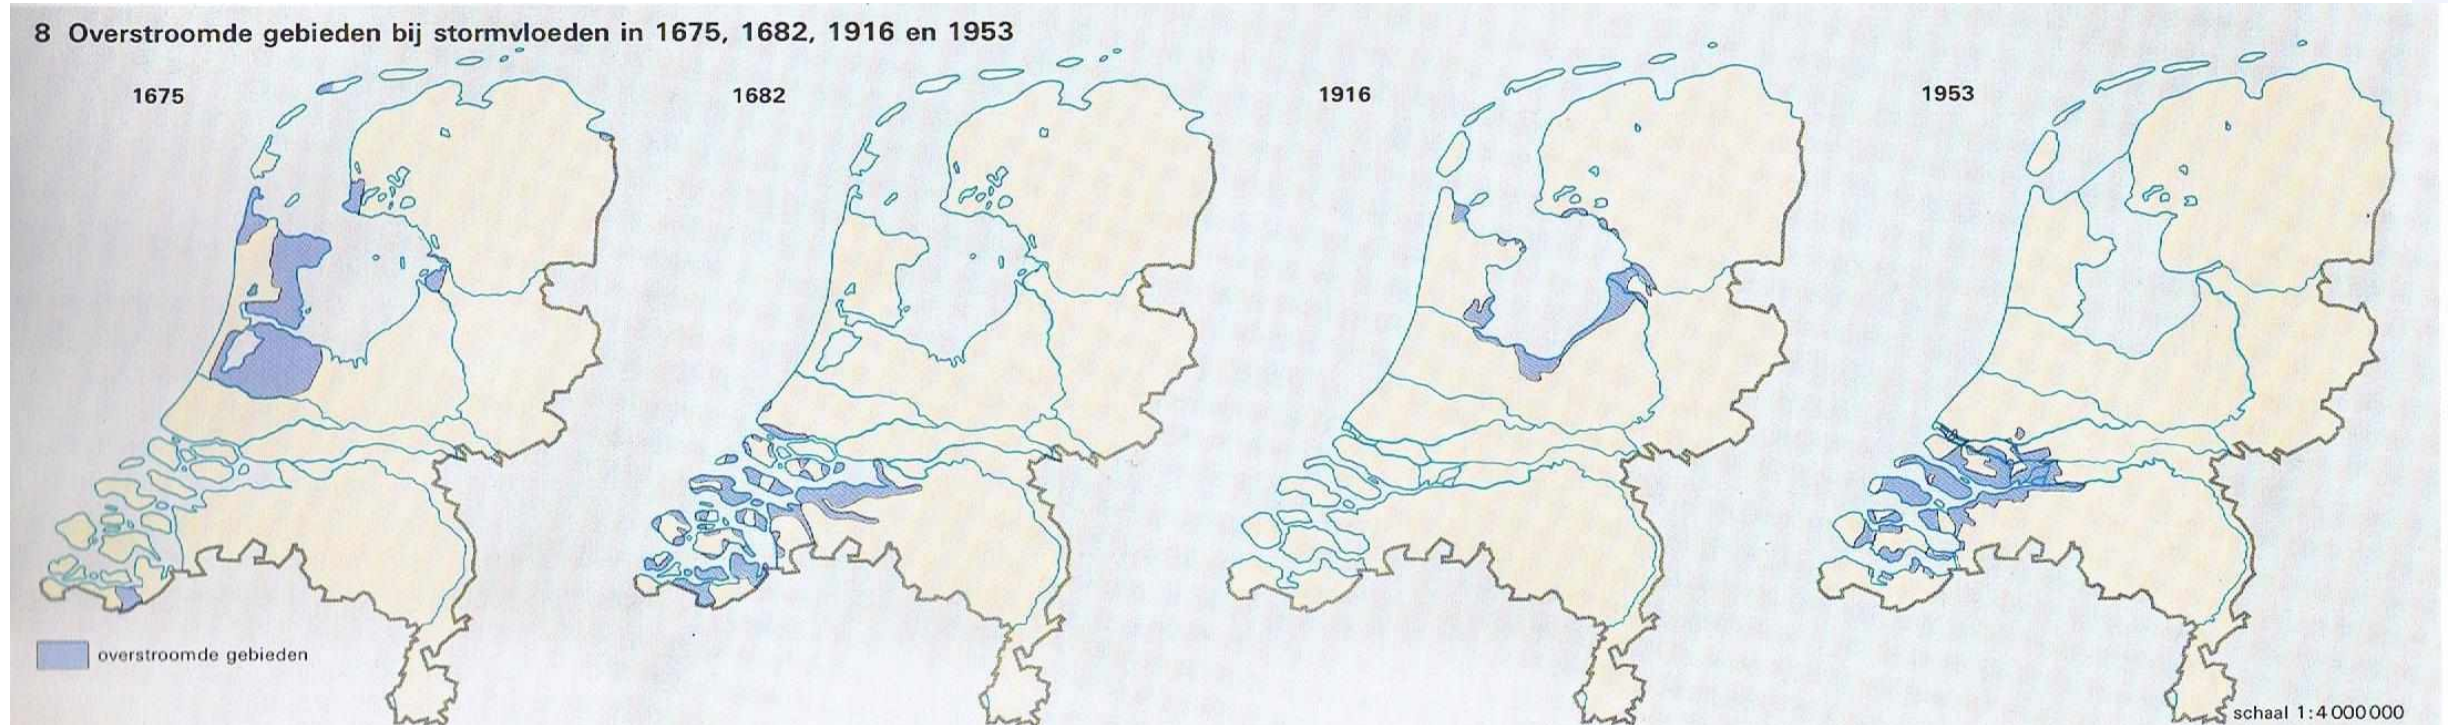 8 Overstroomde gebieden bij stormvloeden in 1675, 1682, 1916 en 1953
1675
1682
1916
1953
overstroomde gebieden
schaal 1:4 000 000